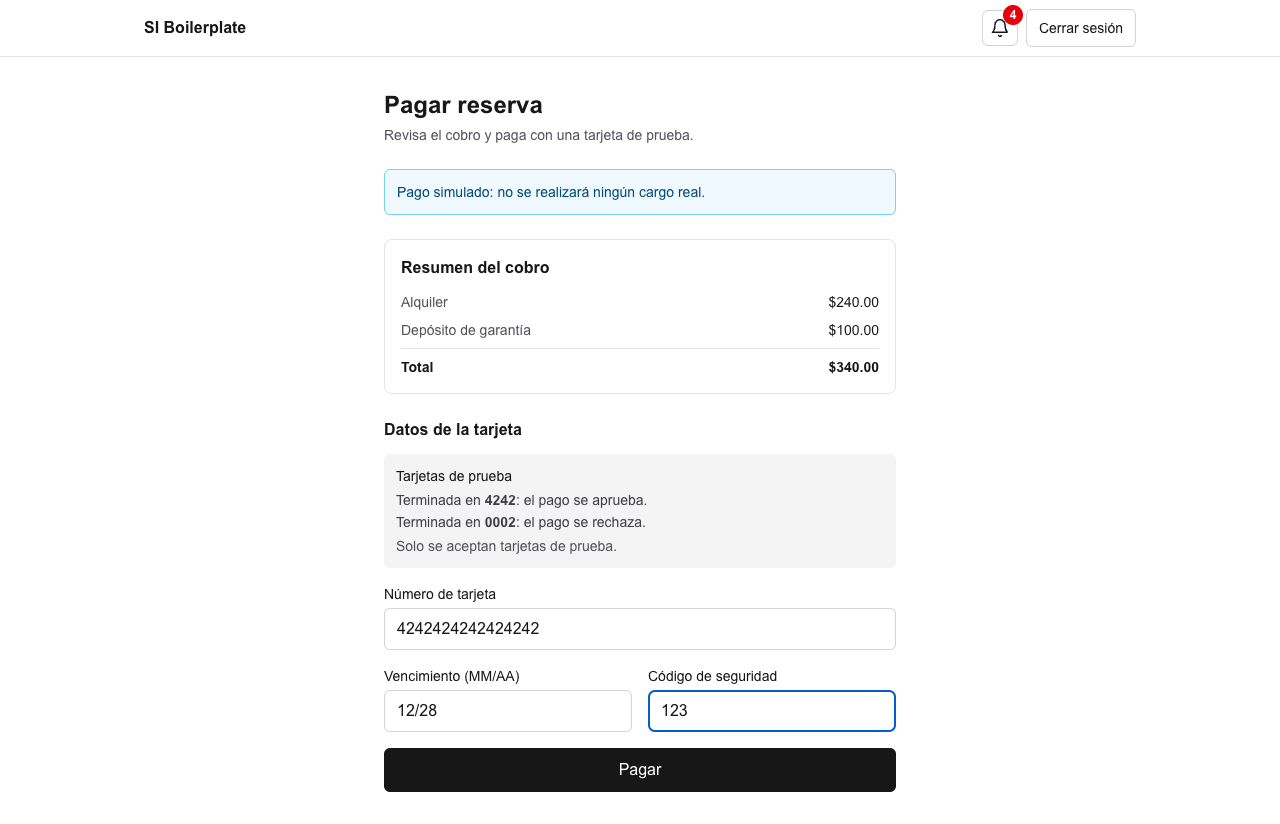 SI Boilerplate
4
Cerrar sesión
Pagar reserva
Revisa el cobro y paga con una tarjeta de prueba.
Pago simulado: no se realizará ningún cargo real.
Resumen del cobro
Alquiler $240.00
Depósito de garantía $100.00
Total $340.00
Datos de la tarjeta
Tarjetas de prueba
Terminada en 4242: el pago se aprueba.
Terminada en 0002: el pago se rechaza.
Solo se aceptan tarjetas de prueba.
Número de tarjeta
4242424242424242
Vencimiento (MM/AA) Código de seguridad
12/28 123
Pagar